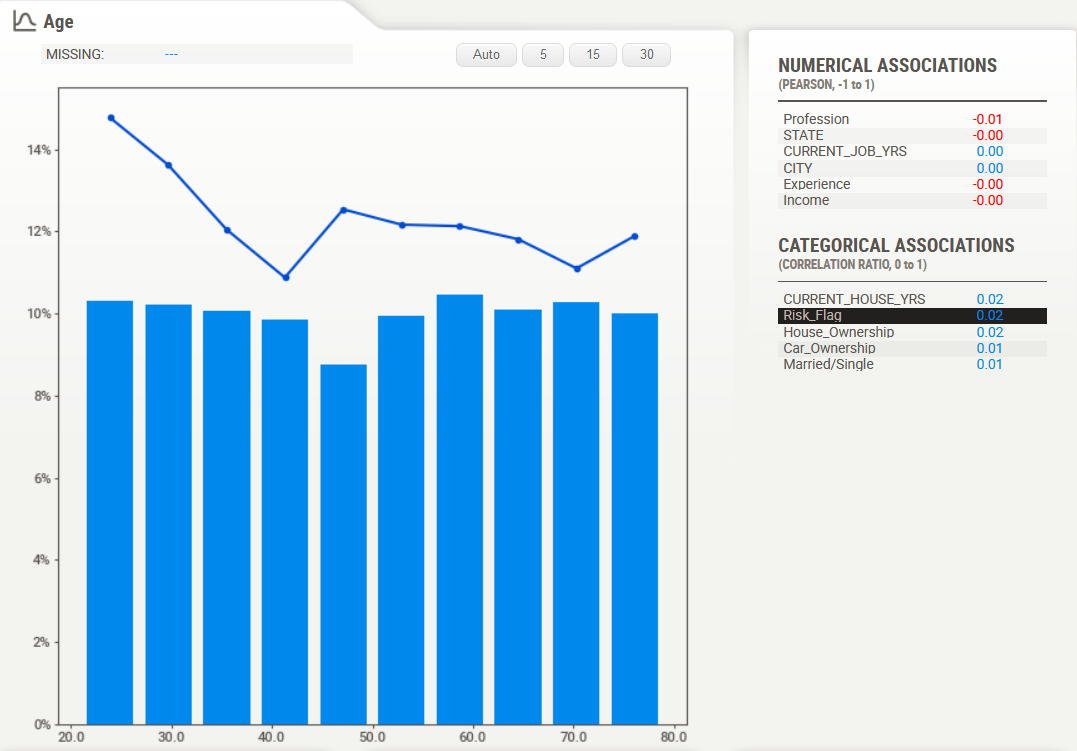 Age
MISSING: ---
Auto 5 15 30
14%
12%
10%
8%
6%
4%
2%
0%
20.0 30.0 40.0 50.0 60.0 70.0 80.0
NUMERICAL ASSOCIATIONS
(PEARSON, -1 to 1)
Profession -0.01
STATE -0.00
CURRENT_JOB_YRS 0.00
CITY 0.00
Experience -0.00
Income -0.00
CATEGORICAL ASSOCIATIONS
(CORRELATION RATIO, 0 to 1)
CURRENT_HOUSE_YRS 0.02
Risk_Flag 0.02
House_Ownership 0.02
Car_Ownership 0.01
Married/Single 0.01